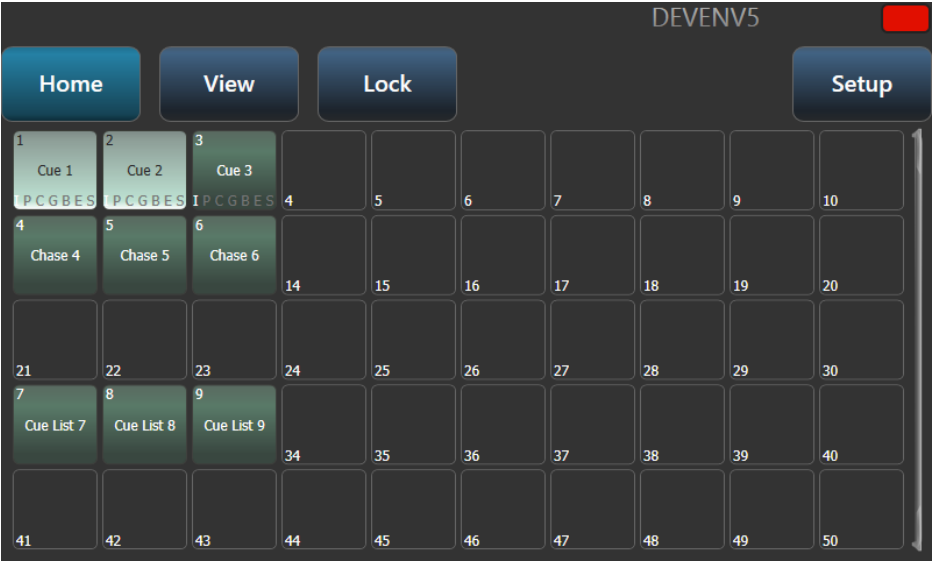 DEVENV5
Home View Lock Setup
1 2 3
Cue 1 Cue 2 Cue 3
I P C G B E S I P C G B E S I P C G B E S 4 5 6 7 8 9 10
4 5 6
Chase 4 Chase 5 Chase 6
14 15 16 17 18 19 20
21 22 23 24 25 26 27 28 29 30
7 8 9
Cue List 7 Cue List 8 Cue List 9
34 35 36 37 38 39 40
41 42 43 44 45 46 47 48 49 50